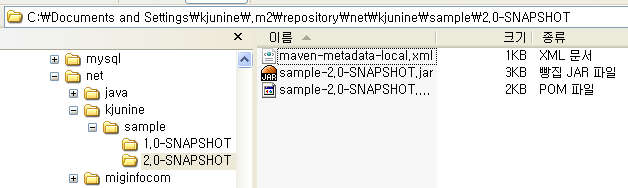 C:₩Documents and Settings₩kjunine₩.m2₩repository₩net₩kjunine₩sample₩2.0-SNAPSHOT
mysql
net
java
kjunine
sample
1.0-SNAPSHOT
2.0-SNAPSHOT
miginfocom
이름 크기 종류
maven-metadata-local.xml 1KB XML 문서
sample-2.0-SNAPSHOT.jar 3KB 빵집 JAR 파일
sample-2.0-SNAPSHOT.... 2KB POM 파일
JAR